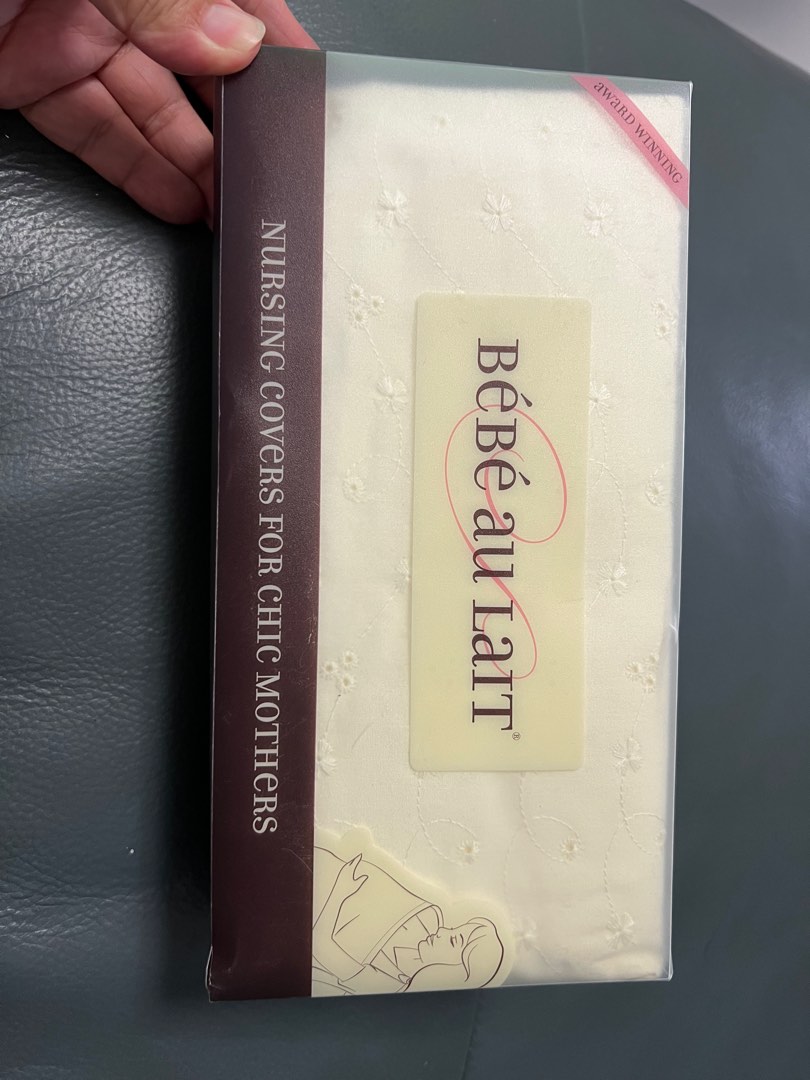 AWARD WINNING
BÉBÉ AU LAIT®
NURSING COVERS FOR CHIC MOTHERS